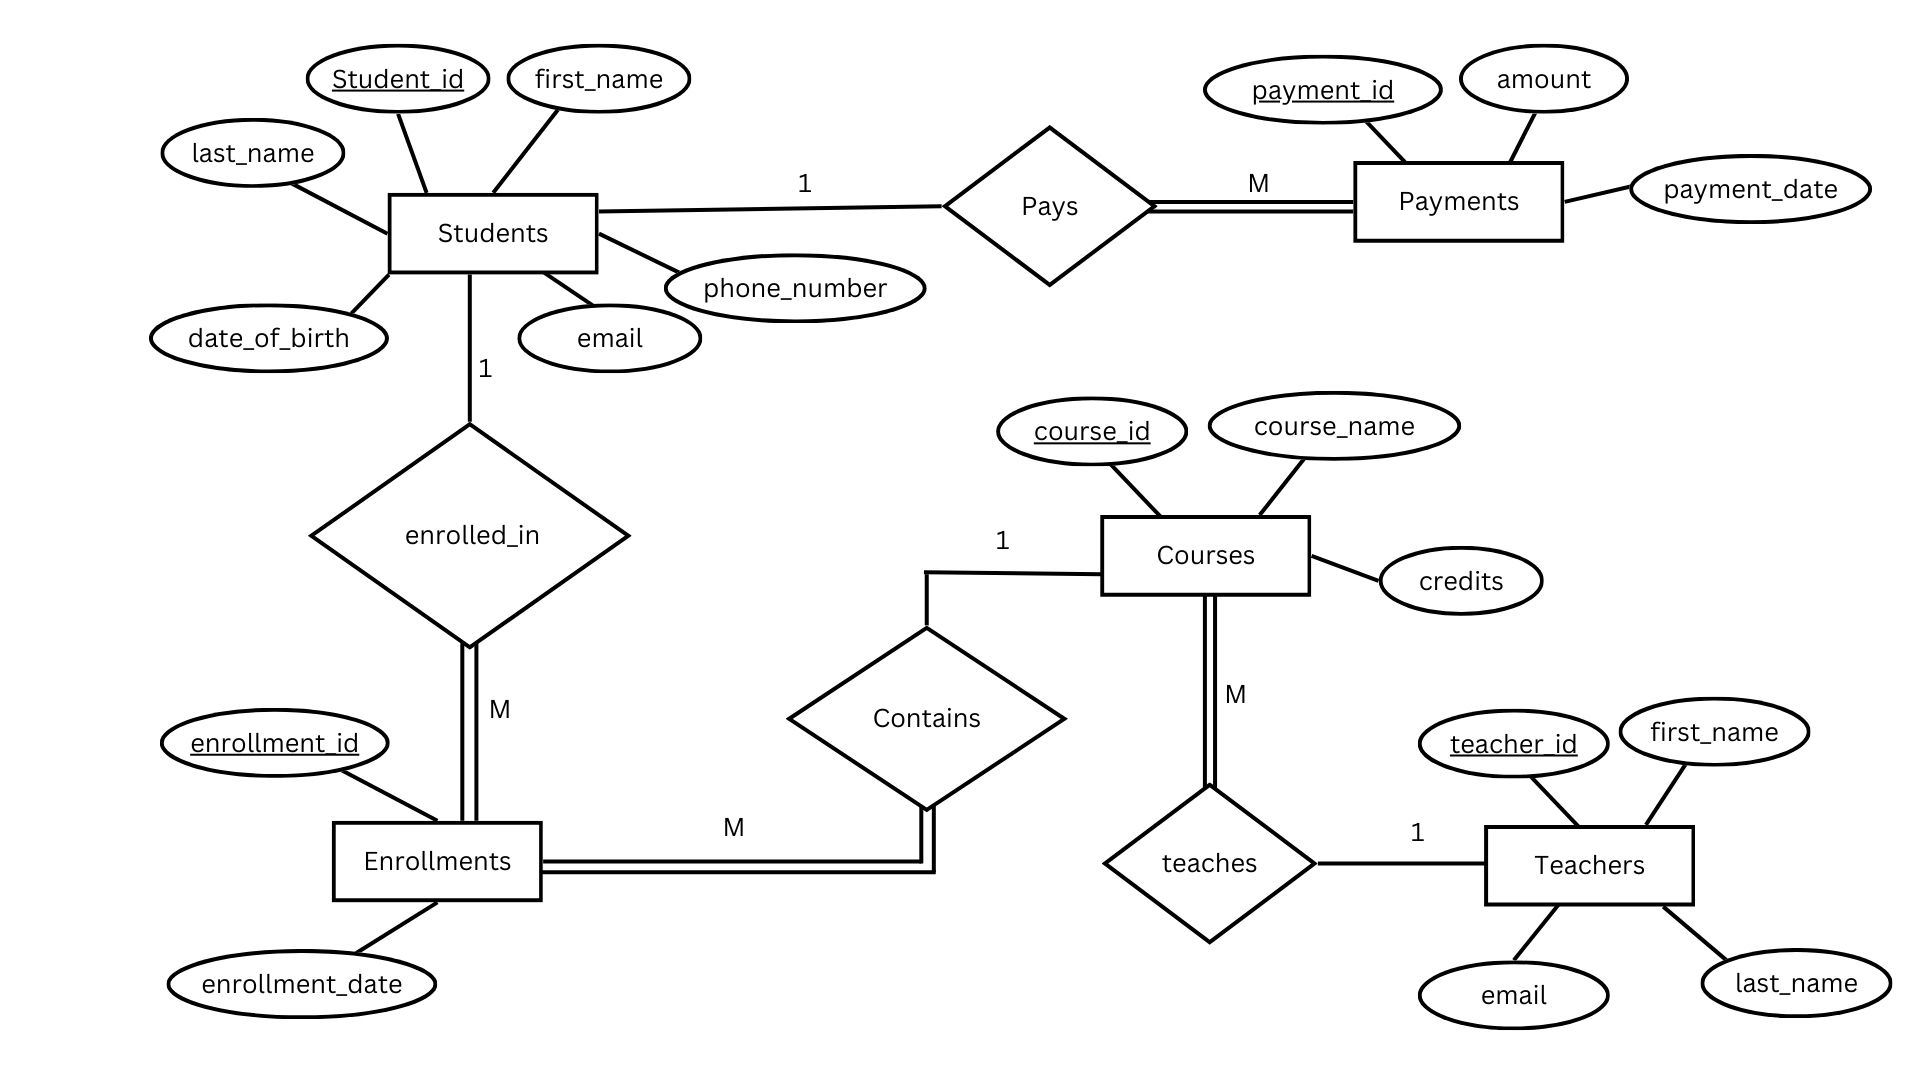 Student_id
first_name
last_name
Students
date_of_birth
email
phone_number
1
Pays
M
payment_id
amount
Payments
payment_date
1
enrolled_in
M
enrollment_id
Enrollments
enrollment_date
M
Contains
1
course_id
course_name
Courses
credits
M
teaches
1
teacher_id
first_name
Teachers
email
last_name